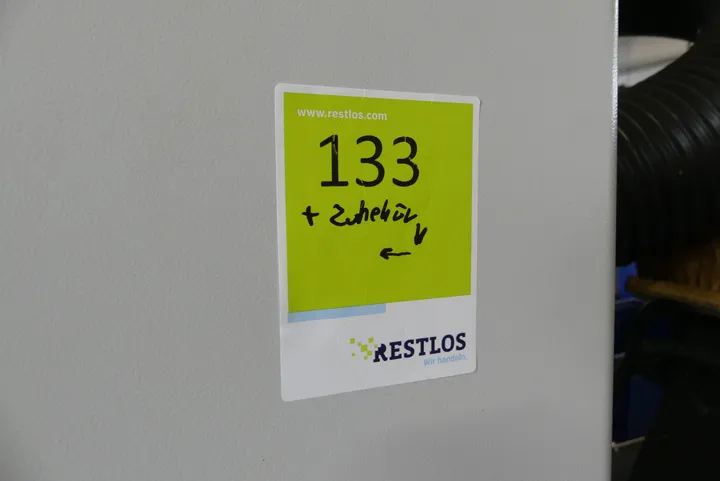 www.restlos.com
133
+ Zubehör
↓
←
RESTLOS
Wir handeln.